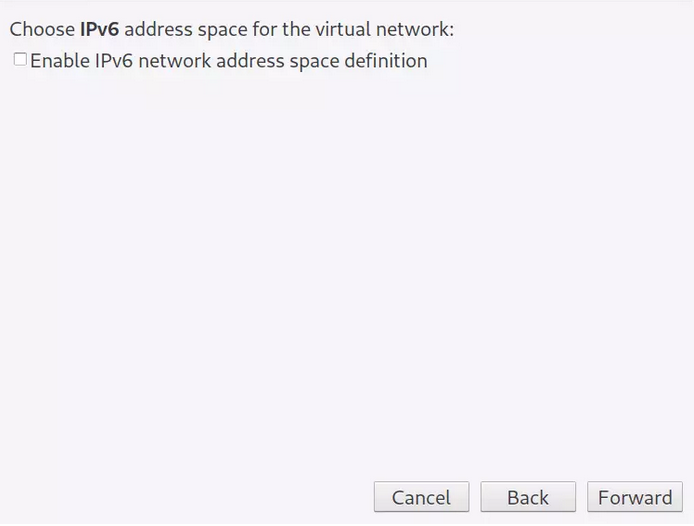 Choose IPv6 address space for the virtual network:
Enable IPv6 network address space definition
Cancel Back Forward